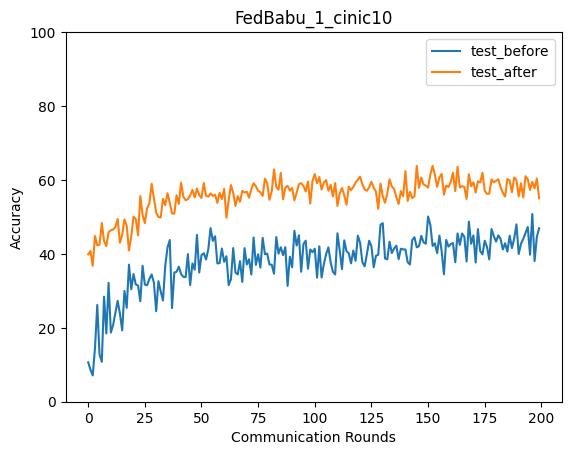 FedBabu_1_cinic10
test_before
test_after
Accuracy
100
80
60
40
20
0
0 25 50 75 100 125 150 175 200
Communication Rounds